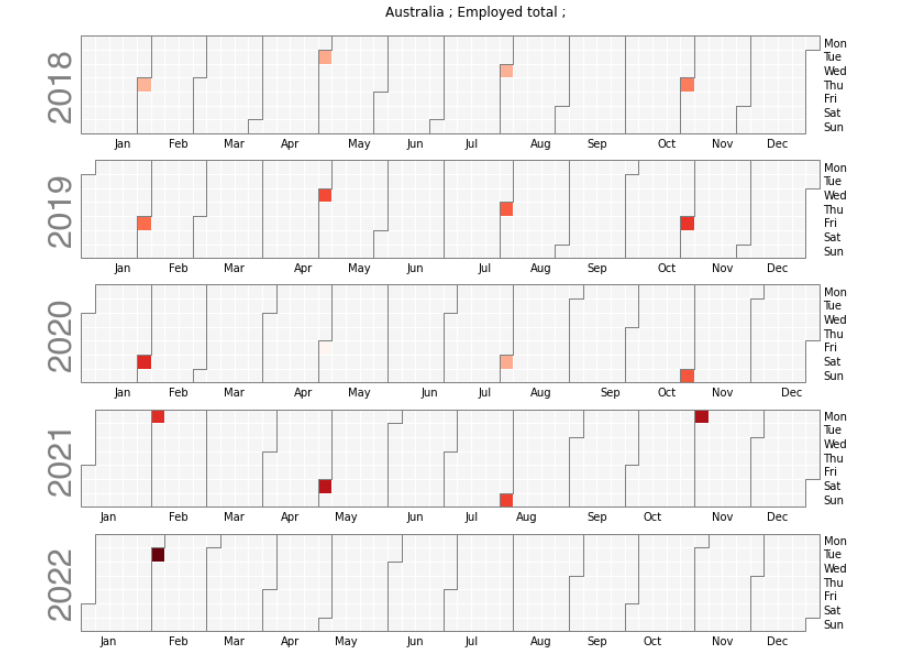 Australia ; Employed total ;
2018
Mon
Tue
Wed
Thu
Fri
Sat
Sun
Jan Feb Mar Apr May Jun Jul Aug Sep Oct Nov Dec
2019
Mon
Tue
Wed
Thu
Fri
Sat
Sun
Jan Feb Mar Apr May Jun Jul Aug Sep Oct Nov Dec
2020
Mon
Tue
Wed
Thu
Fri
Sat
Sun
Jan Feb Mar Apr May Jun Jul Aug Sep Oct Nov Dec
2021
Mon
Tue
Wed
Thu
Fri
Sat
Sun
Jan Feb Mar Apr May Jun Jul Aug Sep Oct Nov Dec
2022
Mon
Tue
Wed
Thu
Fri
Sat
Sun
Jan Feb Mar Apr May Jun Jul Aug Sep Oct Nov Dec